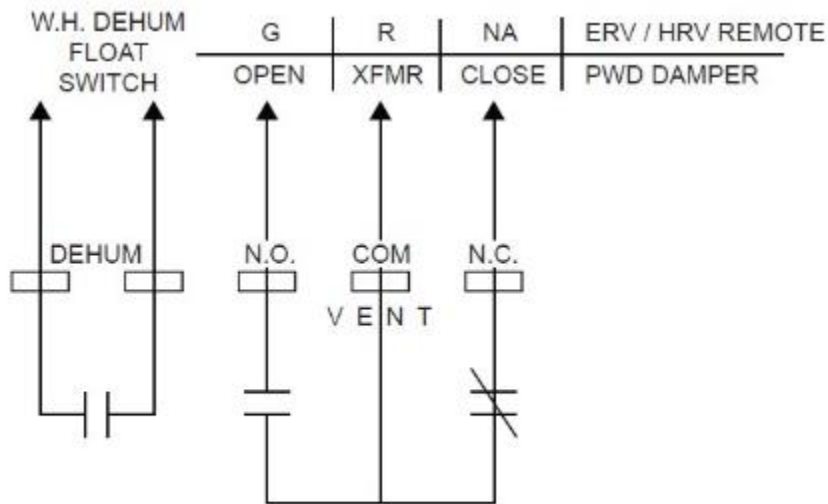 W.H. DEHUM
FLOAT
SWITCH
G R NA ERV / HRV REMOTE
OPEN XFMR CLOSE PWD DAMPER
DEHUM N.O. COM N.C.
V E N T